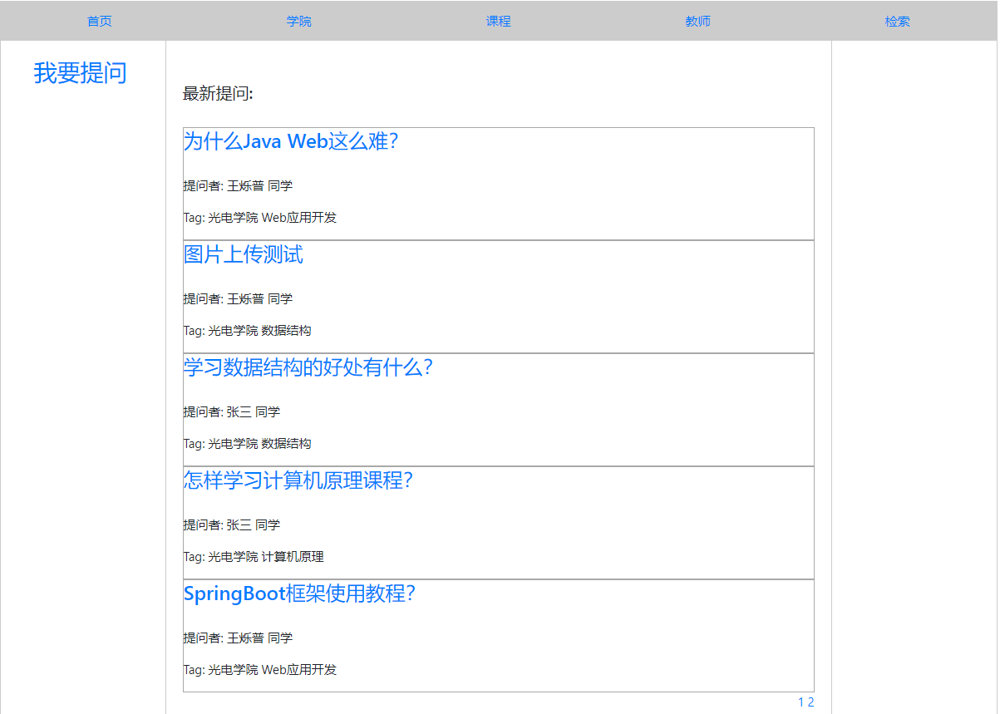 首页 学院 课程 教师 检索
我要提问
最新提问:
为什么Java Web这么难？
提问者: 王烁普 同学
Tag: 光电学院 Web应用开发
图片上传测试
提问者: 王烁普 同学
Tag: 光电学院 数据结构
学习数据结构的好处有什么？
提问者: 张三 同学
Tag: 光电学院 数据结构
怎样学习计算机原理课程？
提问者: 张三 同学
Tag: 光电学院 计算机原理
SpringBoot框架使用教程？
提问者: 王烁普 同学
Tag: 光电学院 Web应用开发
1 2